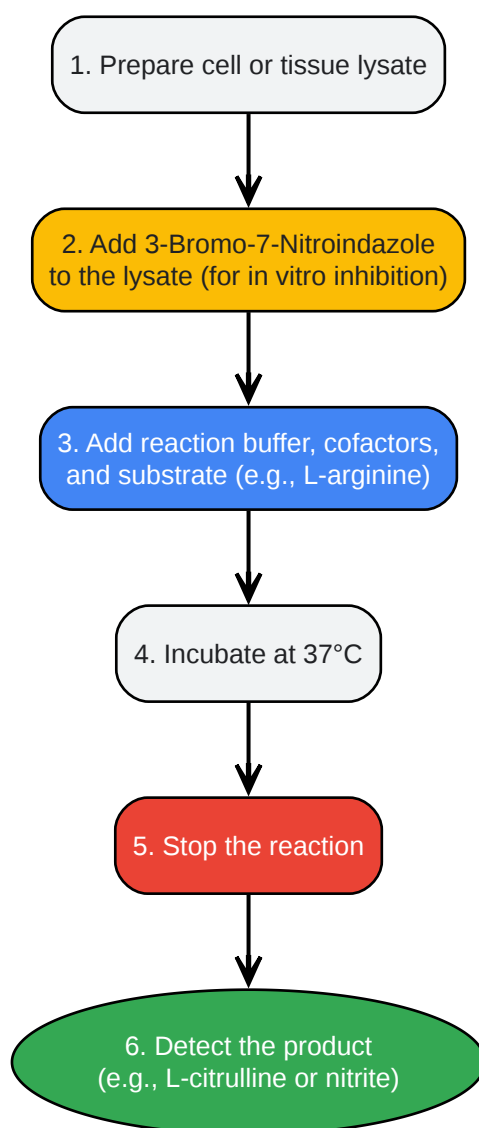 1. Prepare cell or tissue lysate
2. Add 3-Bromo-7-Nitroindazole
to the lysate (for in vitro inhibition)
3. Add reaction buffer, cofactors,
and substrate (e.g., L-arginine)
4. Incubate at 37°C
5. Stop the reaction
6. Detect the product
(e.g., L-citrulline or nitrite)